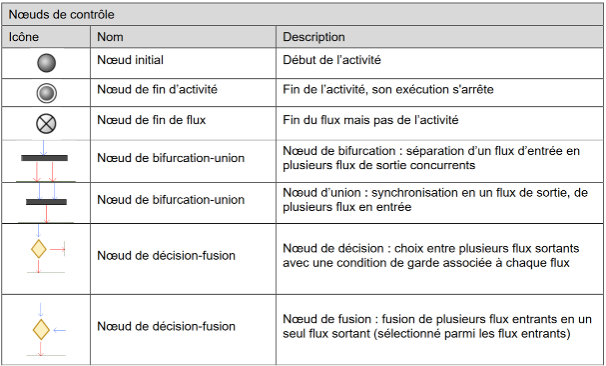 Nœuds de contrôle
Icône Nom Description
Nœud initial Début de l'activité
Nœud de fin d'activité Fin de l'activité, son exécution s'arrête
Nœud de fin de flux Fin du flux mais pas de l'activité
Nœud de bifurcation-union Nœud de bifurcation : séparation d'un flux d'entrée en
plusieurs flux de sortie concurrents
Nœud de bifurcation-union Nœud d'union : synchronisation en un flux de sortie, de
plusieurs flux en entrée
Nœud de décision-fusion Nœud de décision : choix entre plusieurs flux sortants
avec une condition de garde associée à chaque flux
Nœud de décision-fusion Nœud de fusion : fusion de plusieurs flux entrants en un
seul flux sortant (sélectionné parmi les flux entrants)